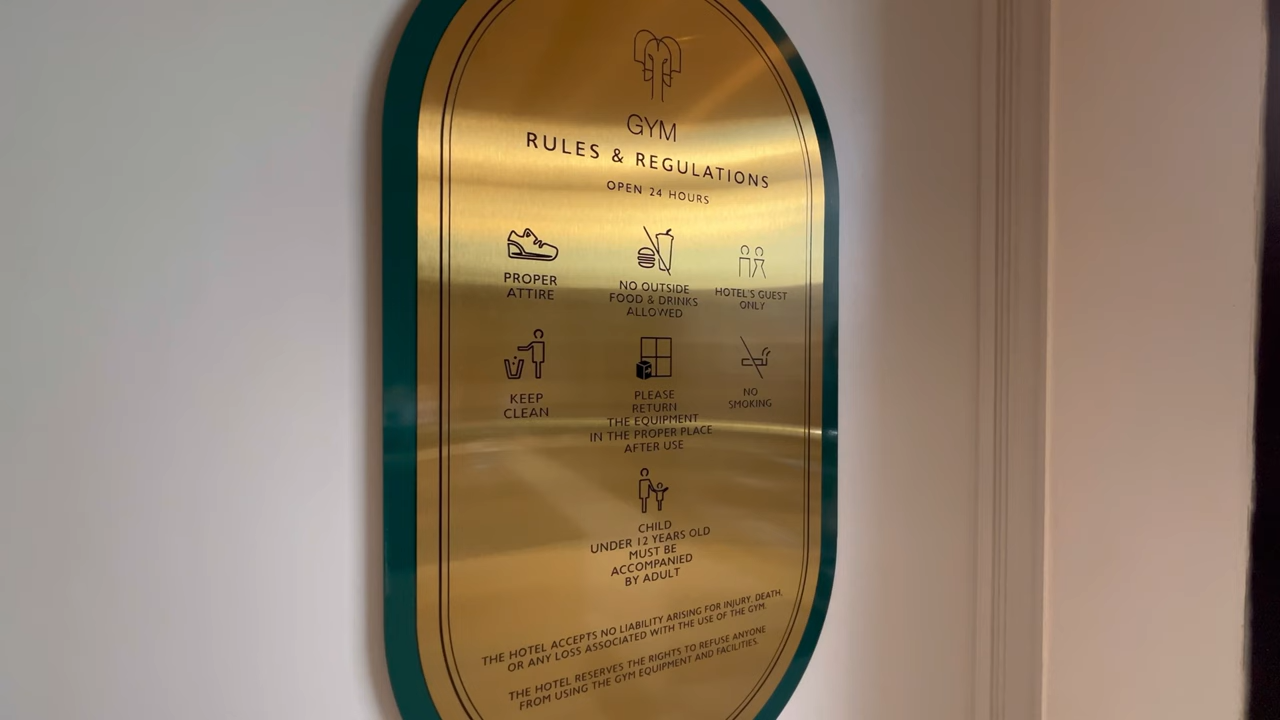 GYM
RULES & REGULATIONS
OPEN 24 HOURS
PROPER
ATTIRE
NO OUTSIDE
FOOD & DRINKS
ALLOWED
HOTEL'S GUEST
ONLY
KEEP
CLEAN
PLEASE
RETURN
THE EQUIPMENT
IN THE PROPER PLACE
AFTER USE
NO
SMOKING
CHILD
UNDER 12 YEARS OLD
MUST BE
ACCOMPANIED
BY ADULT
THE HOTEL ACCEPTS NO LIABILITY ARISING FOR INJURY, DEATH,
OR ANY LOSS ASSOCIATED WITH THE USE OF THE GYM.
THE HOTEL RESERVES THE RIGHTS TO REFUSE ANYONE
FROM USING THE GYM EQUIPMENT AND FACILITIES.